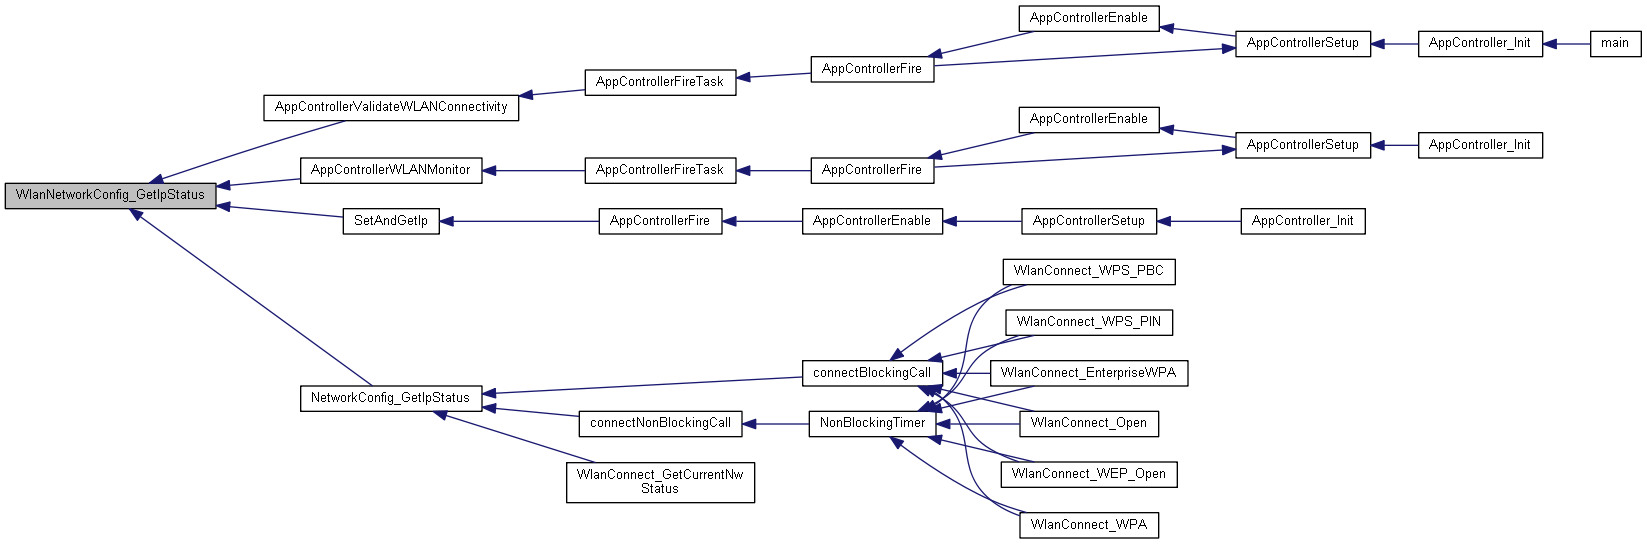 AppControllerEnable
AppControllerSetup
AppController_Init
main
AppControllerFire
AppControllerFireTask
AppControllerValidateWLANConnectivity
AppControllerEnable
AppControllerSetup
AppController_Init
AppControllerWLANMonitor
AppControllerFireTask
AppControllerFire
WlanNetworkConfig_GetIpStatus
SetAndGetIp
AppControllerFire
AppControllerEnable
AppControllerSetup
AppController_Init
WlanConnect_WPS_PBC
WlanConnect_WPS_PIN
connectBlockingCall
WlanConnect_EnterpriseWPA
NetworkConfig_GetIpStatus
connectNonBlockingCall
NonBlockingTimer
WlanConnect_Open
WlanConnect_GetCurrentNw
Status
WlanConnect_WEP_Open
WlanConnect_WPA